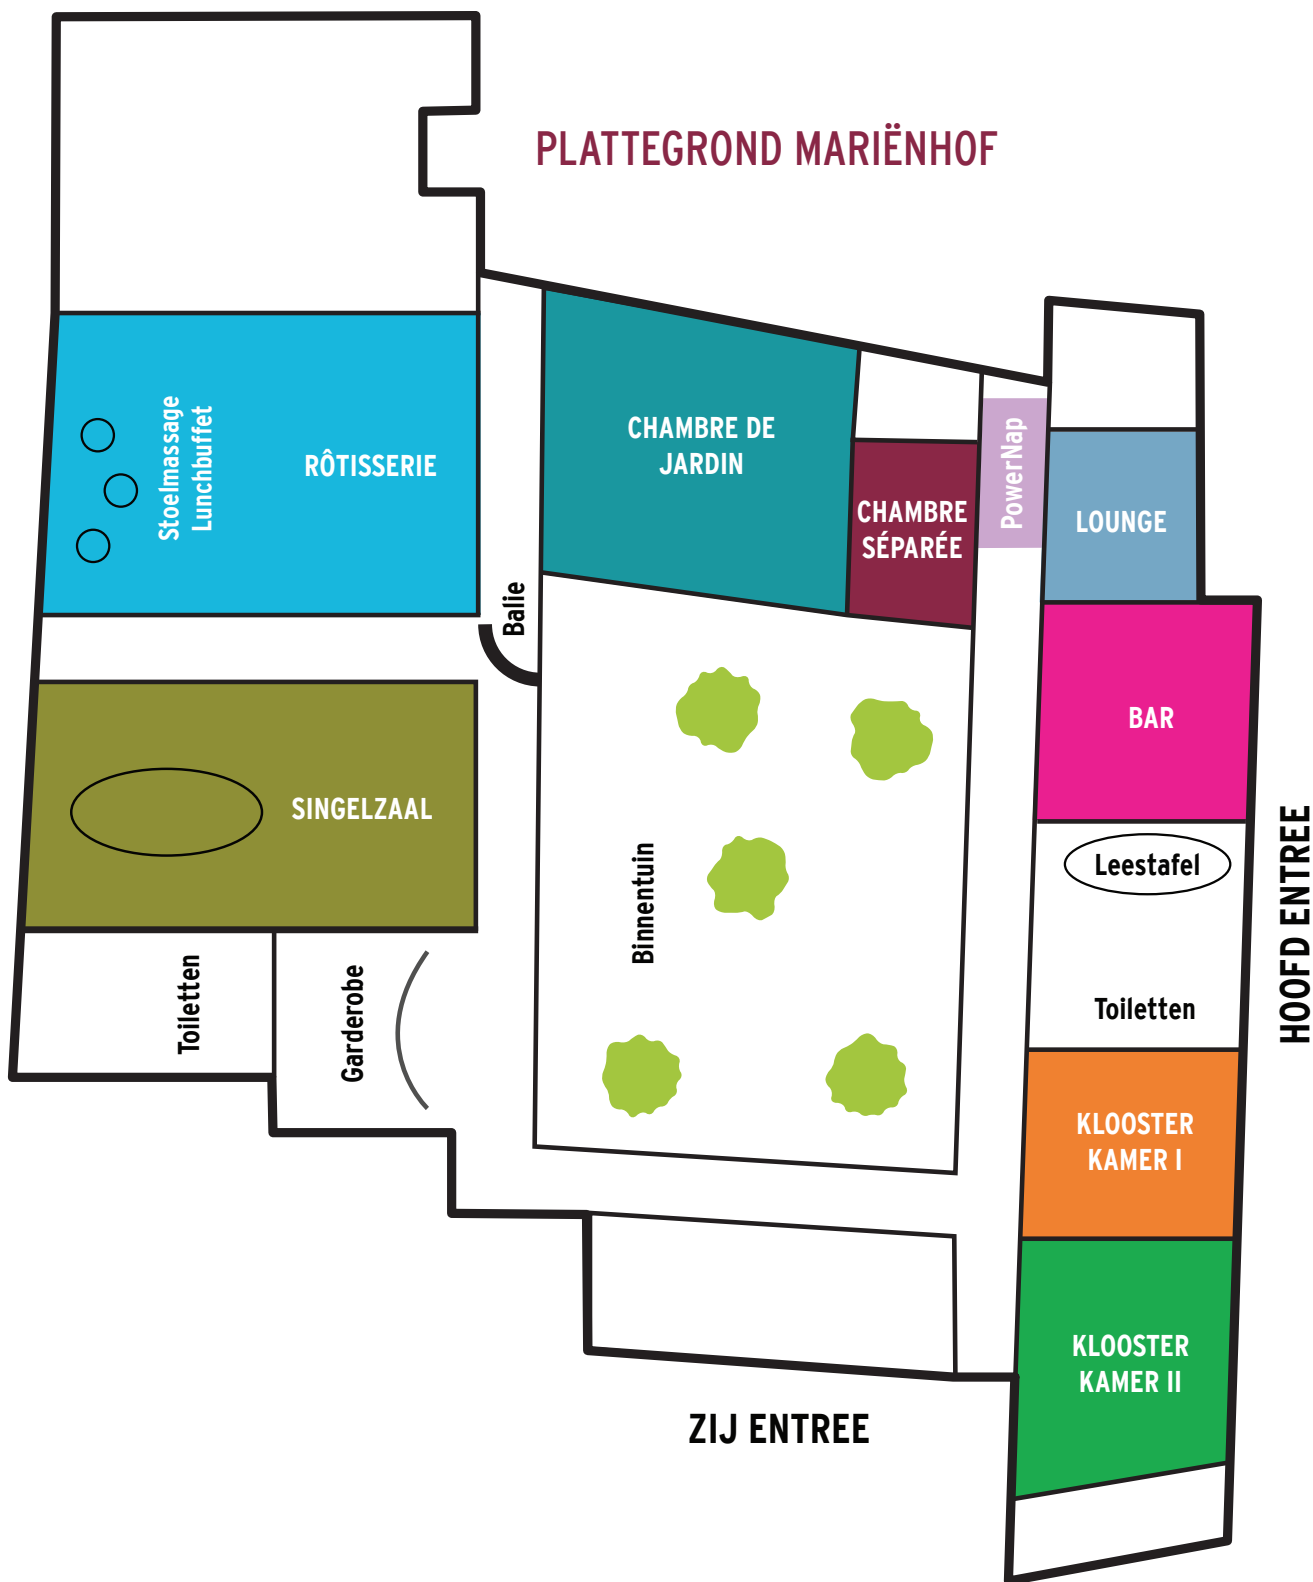 PLATTEGROND MARIËNHOF
Stoelmassage
Lunchbuffet
RÔTISSERIE
CHAMBRE DE
JARDIN
CHAMBRE
SÉPARÉE
PowerNap
LOUNGE
Balie
BAR
SINGELZAAL
Binnentuin
Leestafel
HOOFD ENTREE
Toiletten
Garderobe
Toiletten
KLOOSTER
KAMER I
KLOOSTER
KAMER II
ZIJ ENTREE